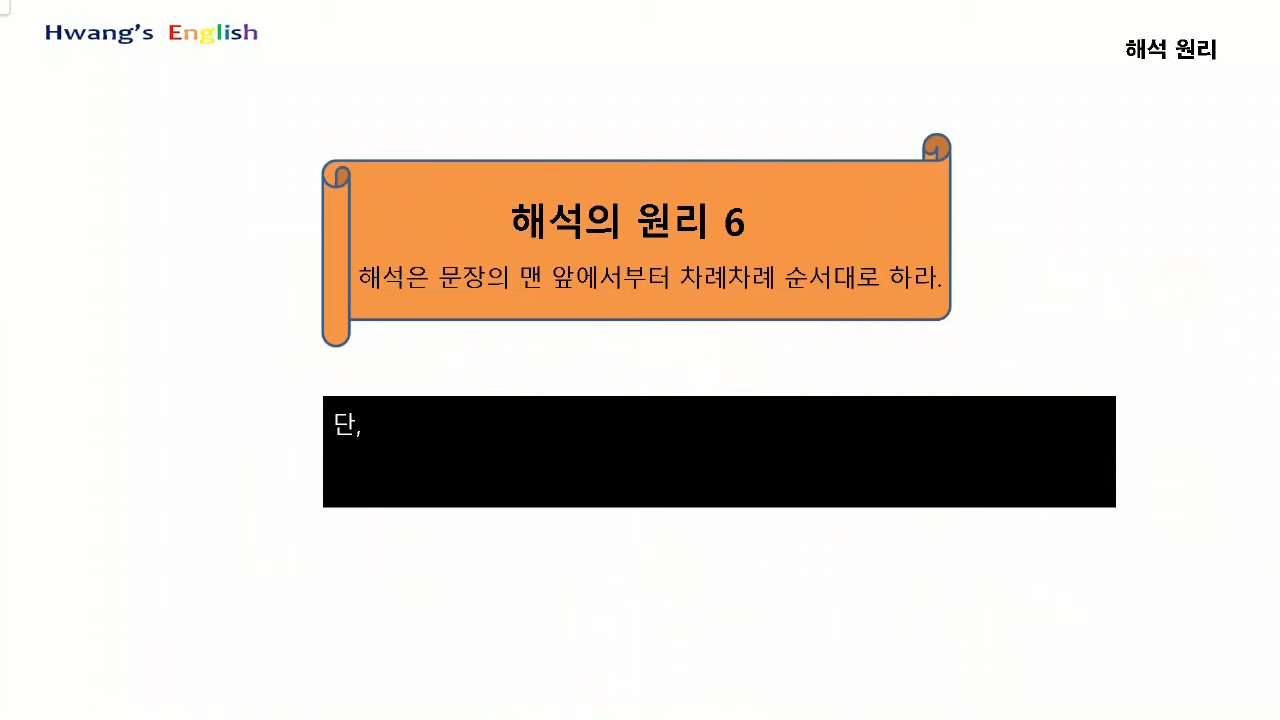 Hwang's English
해석 원리
해석의 원리 6
해석은 문장의 맨 앞에서부터 차례차례 순서대로 하라.
단,